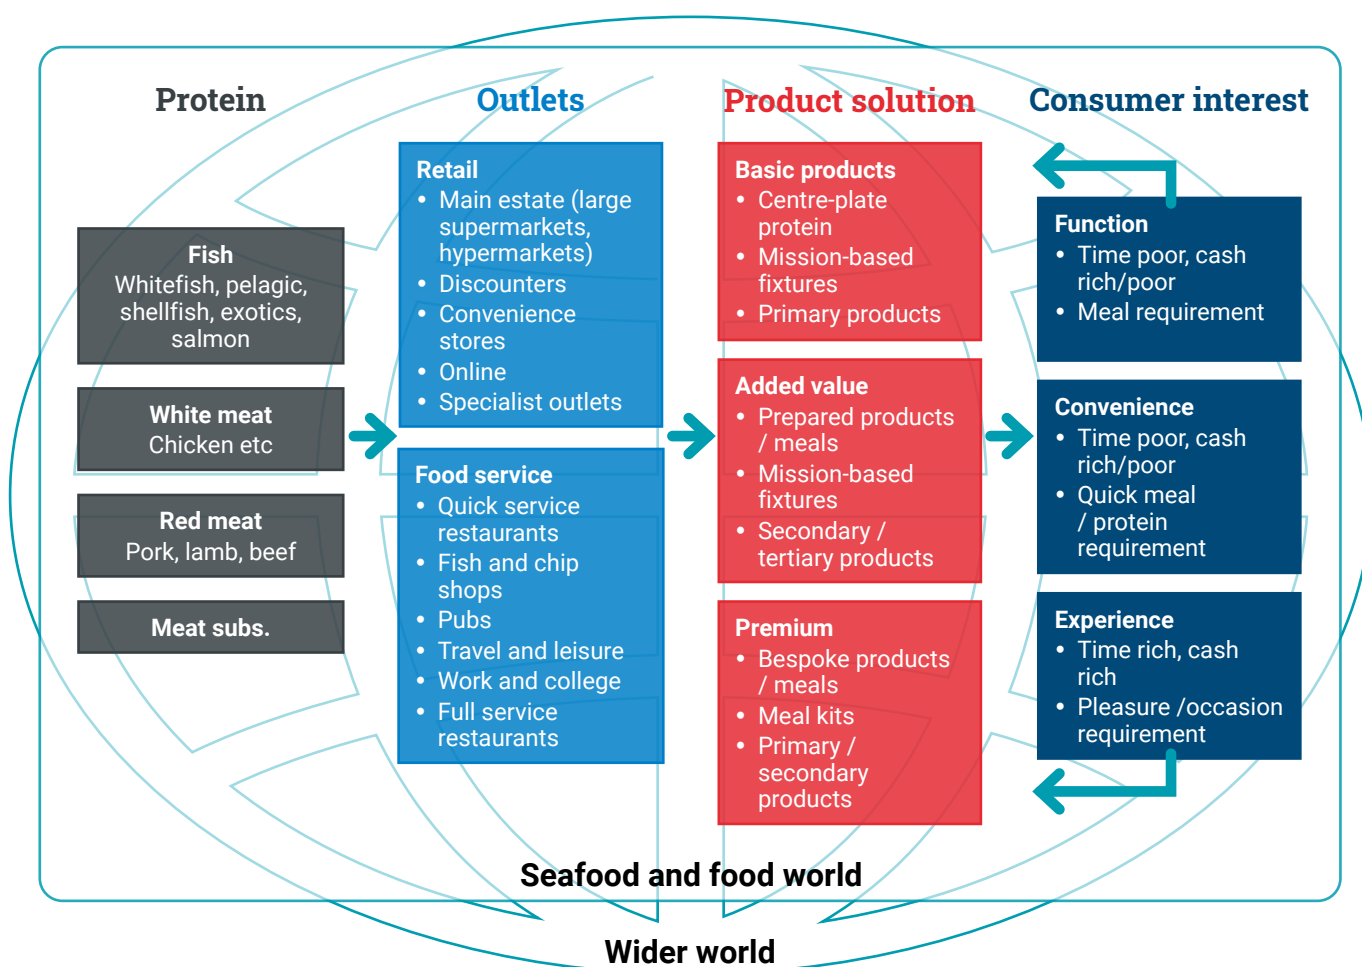 Protein
Fish
Whitefish, pelagic,
shellfish, exotics,
salmon
White meat
Chicken etc
Red meat
Pork, lamb, beef
Meat subs.
Outlets
Retail
• Main estate (large
supermarkets,
hypermarkets)
• Discounters
• Convenience
stores
• Online
• Specialist outlets
Food service
• Quick service
restaurants
• Fish and chip
shops
• Pubs
• Travel and leisure
• Work and college
• Full service
restaurants
Product solution
Basic products
• Centre-plate
protein
• Mission-based
fixtures
• Primary products
Added value
• Prepared products
/ meals
• Mission-based
fixtures
• Secondary /
tertiary products
Premium
• Bespoke products
/ meals
• Meal kits
• Primary /
secondary
products
Consumer interest
Function
• Time poor, cash
rich/poor
• Meal requirement
Convenience
• Time poor, cash
rich/poor
• Quick meal
/ protein
requirement
Experience
• Time rich, cash
rich
• Pleasure /occasion
requirement
Seafood and food world
Wider world